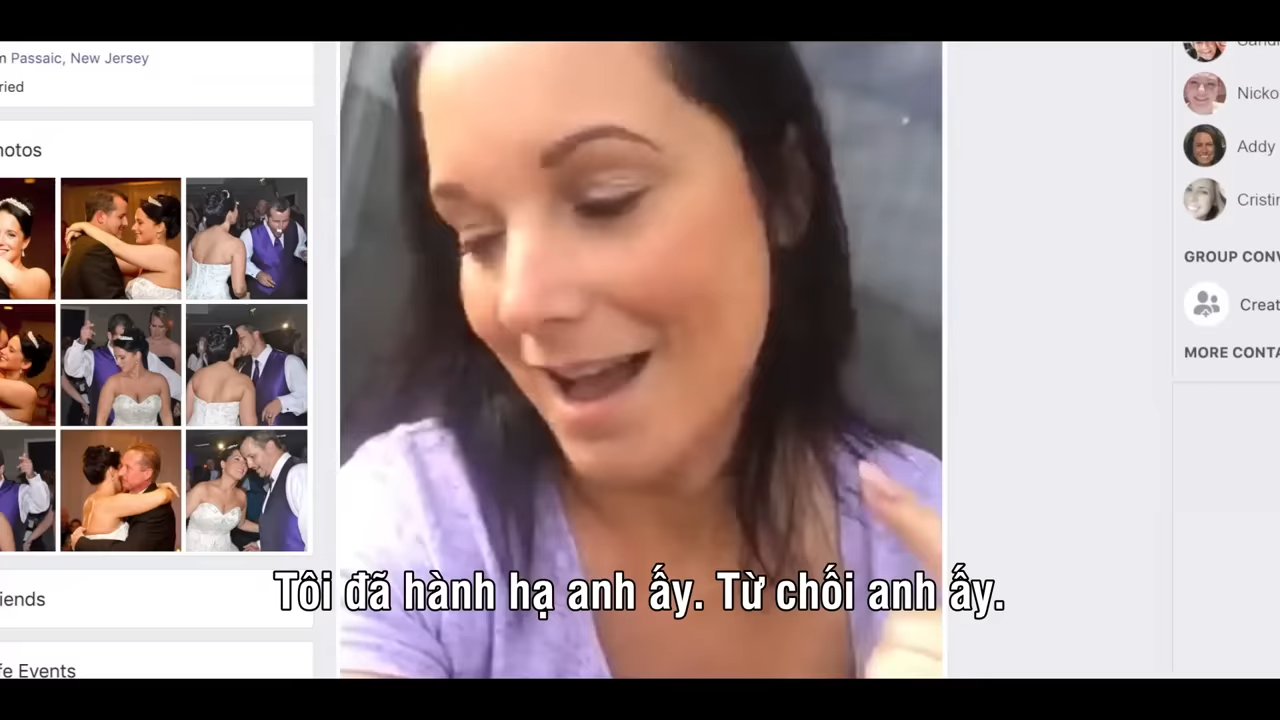 m Passaic, New Jersey
ried
hotos
iends
fe Events
Nicko
Addy
Cristin
GROUP CONV
Creat
MORE CONTA
Tôi đã hành hạ anh ấy. Từ chối anh ấy.